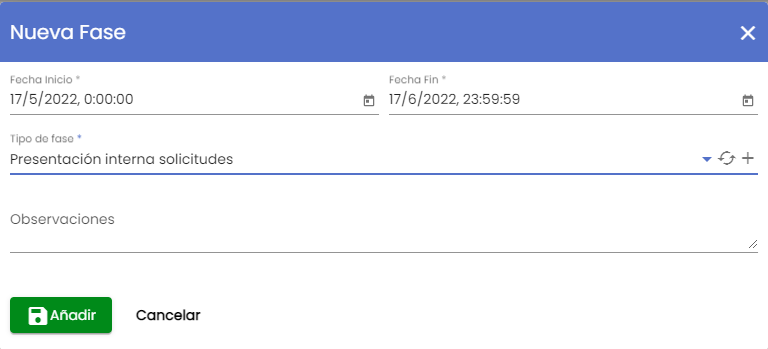 Nueva Fase
Fecha Inicio * Fecha Fin *
17/5/2022, 0:00:00 17/6/2022, 23:59:59
Tipo de fase *
Presentación interna solicitudes
Observaciones
Añadir Cancelar